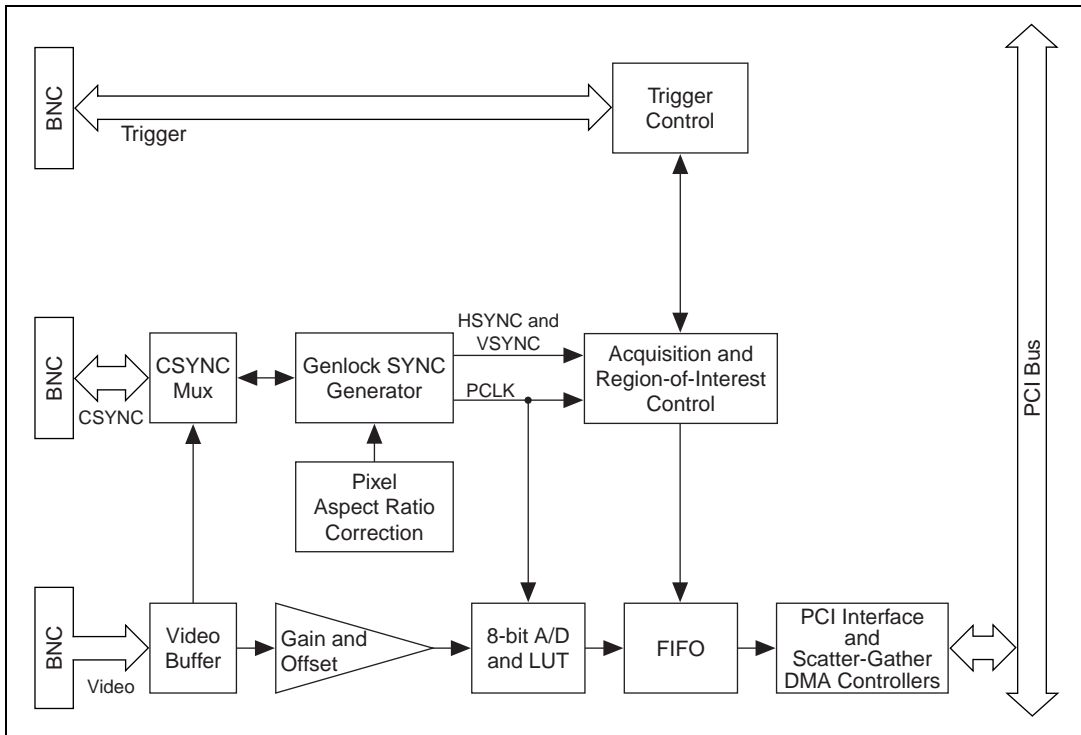 BNC
Trigger
Trigger
Control
BNC
CSYNC
CSYNC
Mux
Genlock SYNC
Generator
HSYNC and
VSYNC
PCLK
Acquisition and
Region-of-Interest
Control
Pixel
Aspect Ratio
Correction
PCI Bus
BNC
Video
Video
Buffer
Gain and
Offset
8-bit A/D
and LUT
FIFO
PCI Interface
and
Scatter-Gather
DMA Controllers